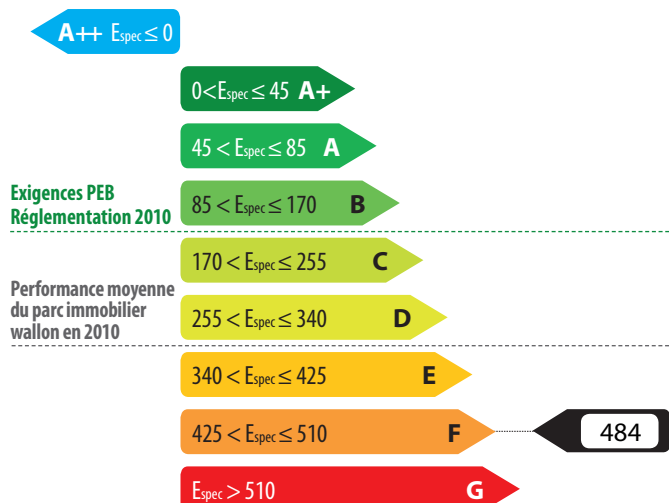 A++ Espec ≤ 0
0<Espec ≤ 45 A+
45 < Espec ≤ 85 A
Exigences PEB
Réglementation 2010
85 < Espec ≤ 170 B
170 < Espec ≤ 255 C
Performance moyenne
du parc immobilier
wallon en 2010
255 < Espec ≤ 340 D
340 < Espec ≤ 425 E
425 < Espec ≤ 510 F
484
Espec > 510 G